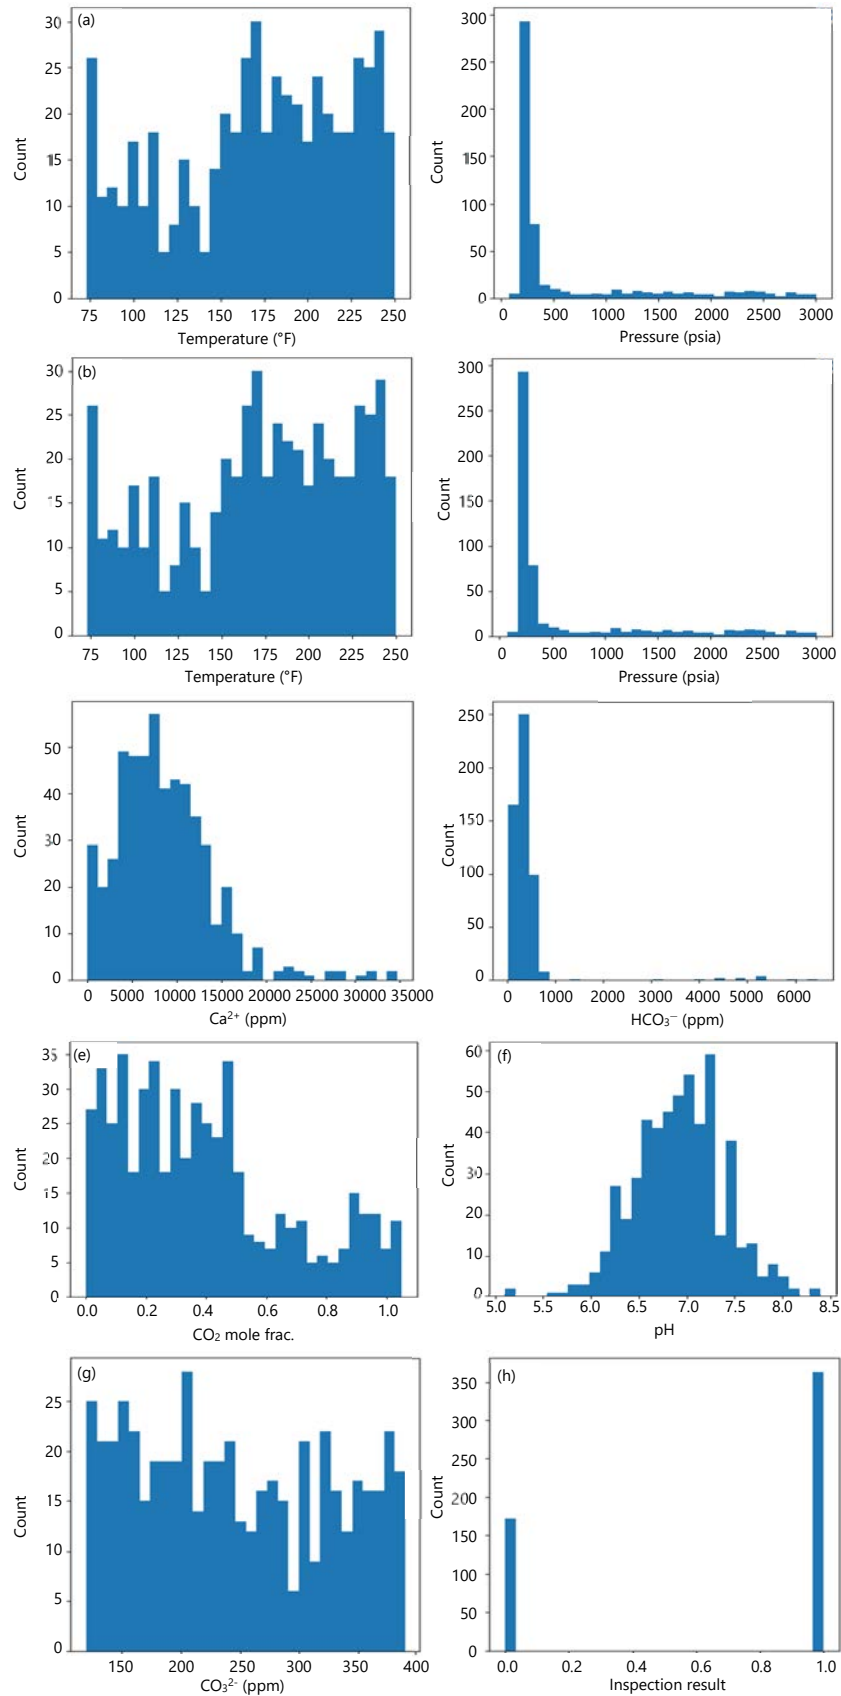 (a)
30
25
20
15
10
5
0
Count
75 100 125 150 175 200 225 250
Temperature (°F)
300
250
200
150
100
50
0
Count
0 500 1000 1500 2000 2500 3000
Pressure (psia)
(b)
30
25
20
15
10
5
0
Count
75 100 125 150 175 200 225 250
Temperature (°F)
300
250
200
150
100
50
0
Count
0 500 1000 1500 2000 2500 3000
Pressure (psia)
50
40
30
20
10
0
Count
0 5000 10000 15000 20000 25000 30000 35000
Ca²⁺ (ppm)
250
200
150
100
50
0
Count
0 1000 2000 3000 4000 5000 6000
HCO₃⁻ (ppm)
(e)
35
30
25
20
15
10
5
0
Count
0.0 0.2 0.4 0.6 0.8 1.0
CO₂ mole frac.
(f)
60
50
40
30
20
10
0
Count
5.0 5.5 6.0 6.5 7.0 7.5 8.0 8.5
pH
(g)
25
20
15
10
5
0
Count
150 200 250 300 350 400
CO₃²⁻ (ppm)
(h)
350
300
250
200
150
100
50
0
Count
0.0 0.2 0.4 0.6 0.8 1.0
Inspection result